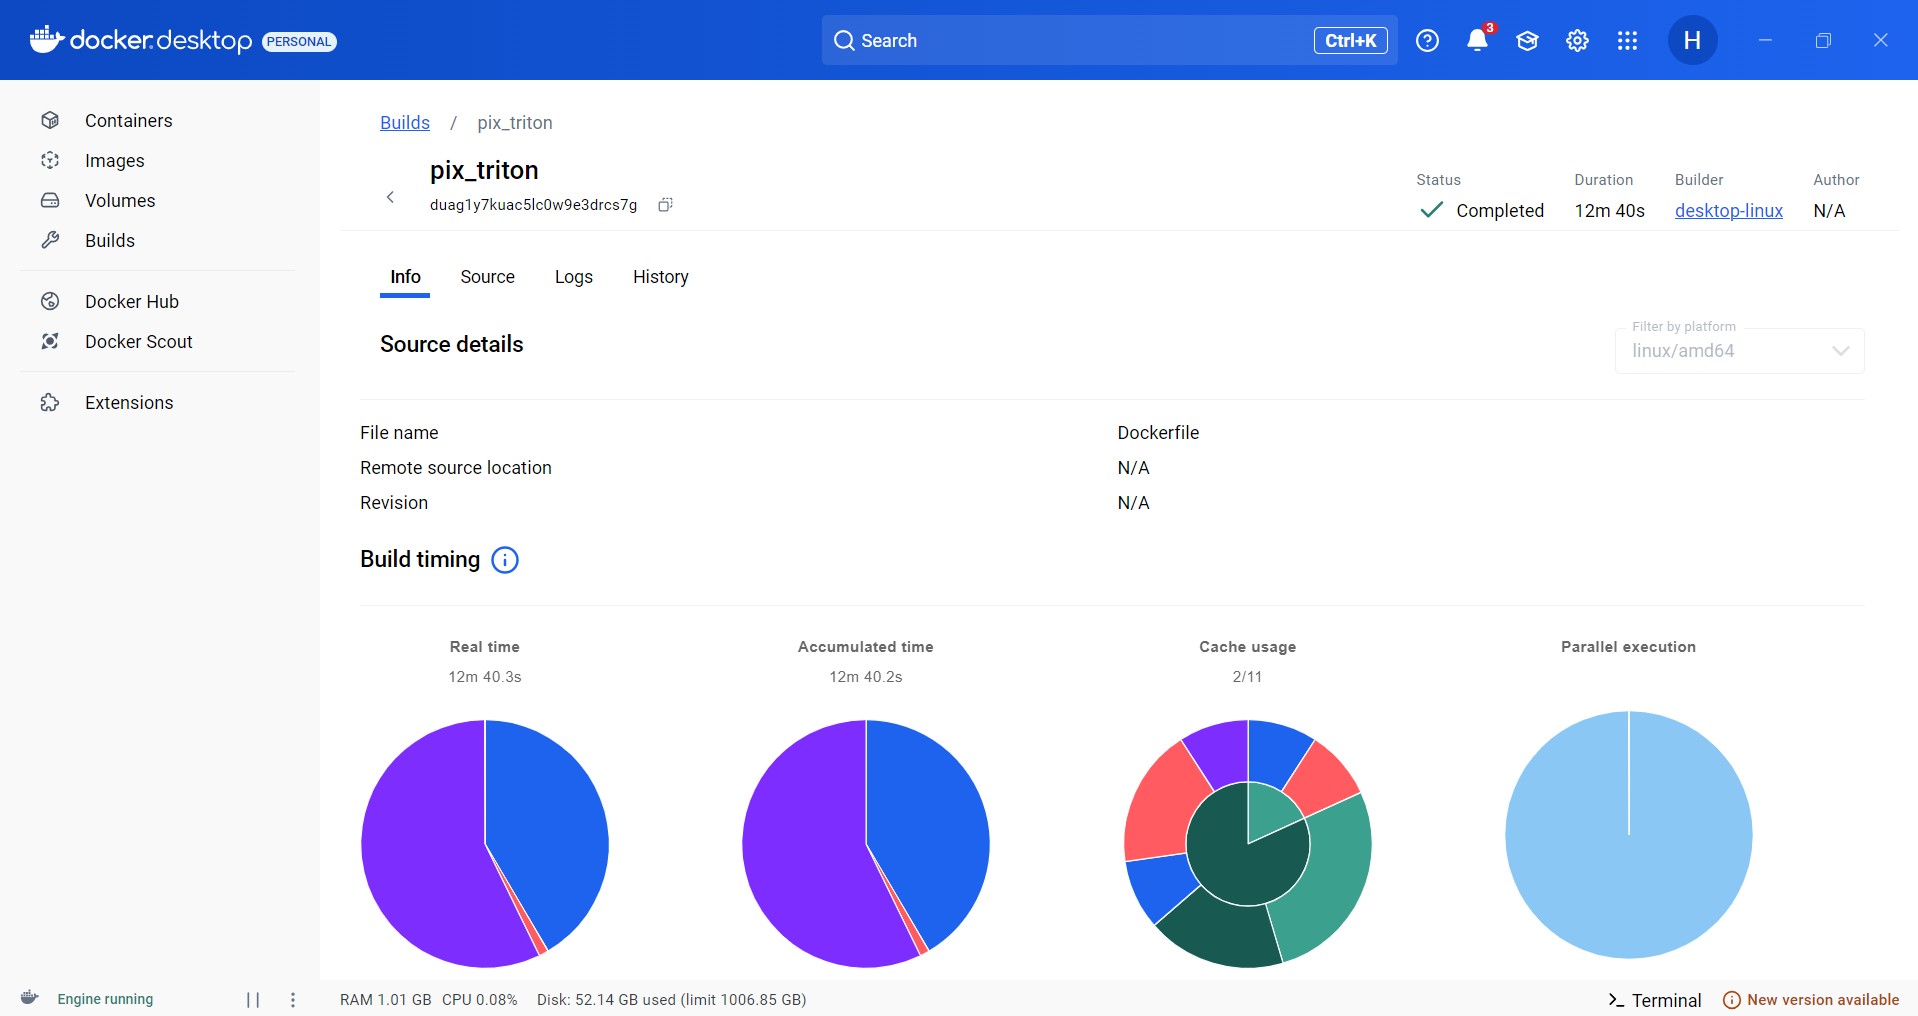 docker.desktop PERSONAL
Search
Ctrl+K
3
H
Containers
Images
Volumes
Builds
Docker Hub
Docker Scout
Extensions
Builds / pix_triton
pix_triton
duag1y7kuac5lc0w9e3drcs7g
Status
Completed
Duration
12m 40s
Builder
desktop-linux
Author
N/A
Info
Source
Logs
History
Source details
Filter by platform
linux/amd64
File name
Dockerfile
Remote source location
N/A
Revision
N/A
Build timing
Real time
12m 40.3s
Accumulated time
12m 40.2s
Cache usage
2/11
Parallel execution
Engine running
RAM 1.01 GB CPU 0.08%
Disk: 52.14 GB used (limit 1006.85 GB)
Terminal
New version available